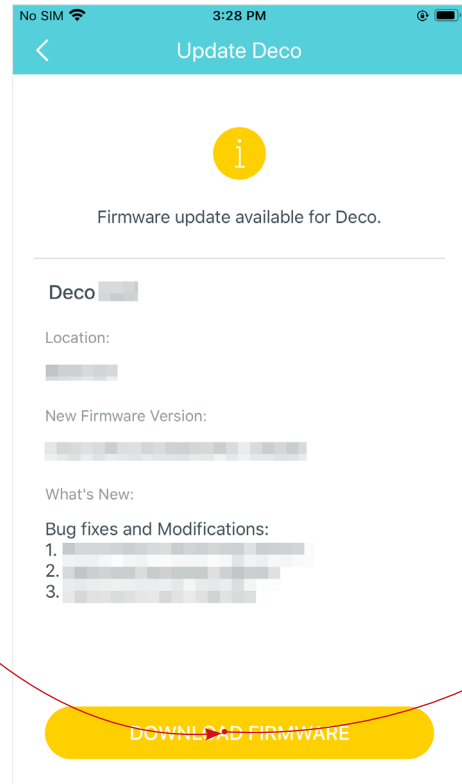 No SIM 3:28 PM
Update Deco
Firmware update available for Deco.
Deco
Location:
New Firmware Version:
What's New:
Bug fixes and Modifications:
1.
2.
3.
DOWNLOAD FIRMWARE